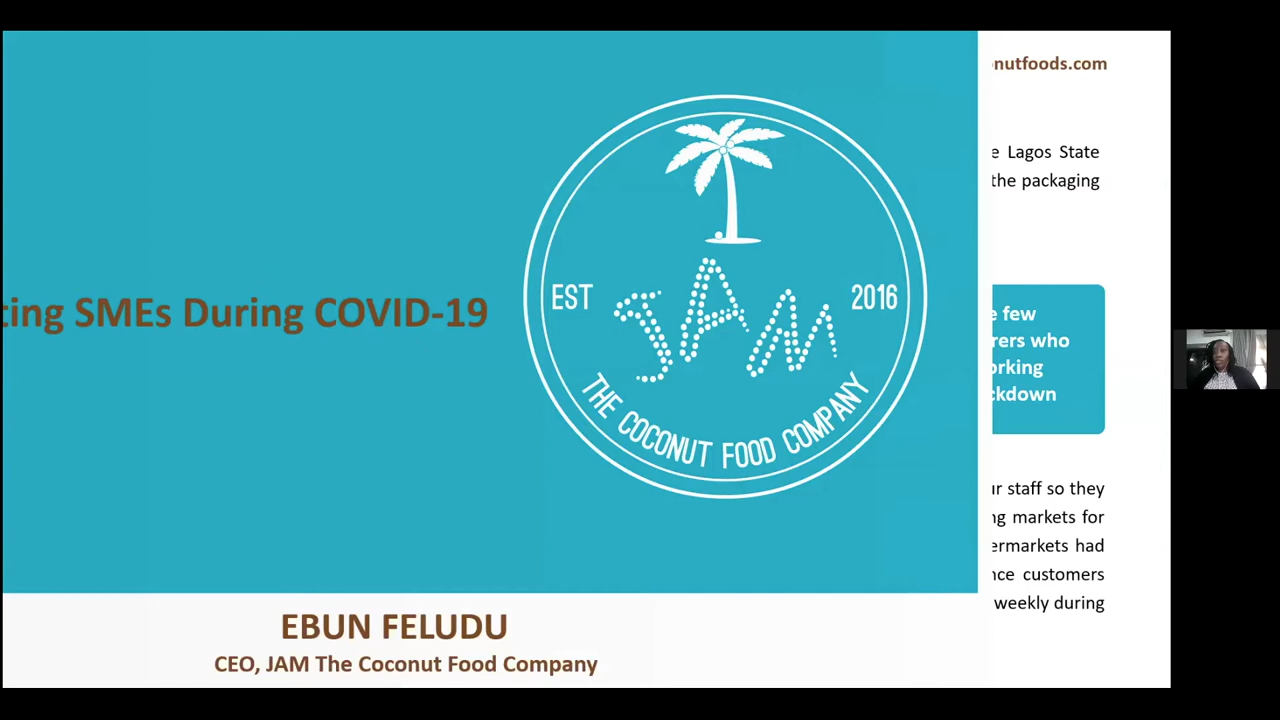 ting SMEs During COVID-19
EST
JAM
2016
THE COCONUT FOOD COMPANY
EBUN FELUDU
CEO, JAM The Coconut Food Company
nutfoods.com
e Lagos State
the packaging
e few
rers who
orking
ckdown
ur staff so they
ng markets for
ermarkets had
nce customers
weekly during